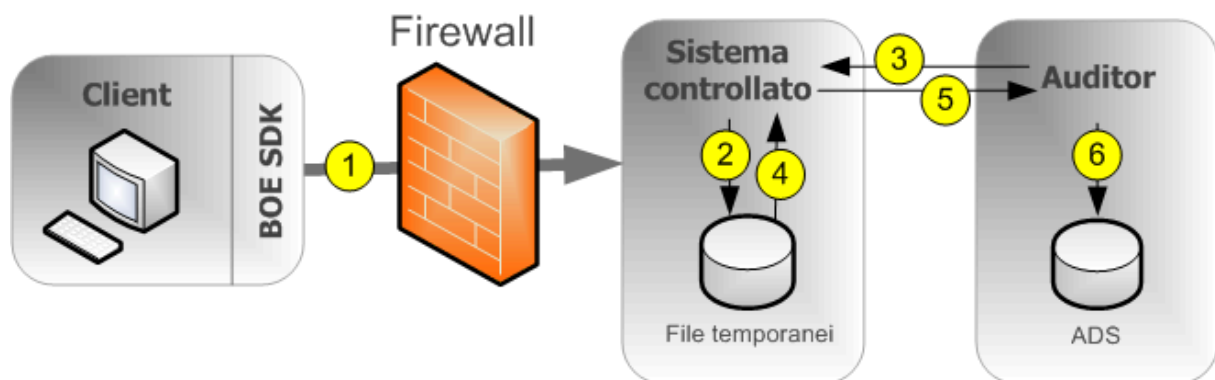 Firewall
Client
BOE SDK
1
Sistema
controllato
3
5
Auditor
2
4
6
File temporanei
ADS